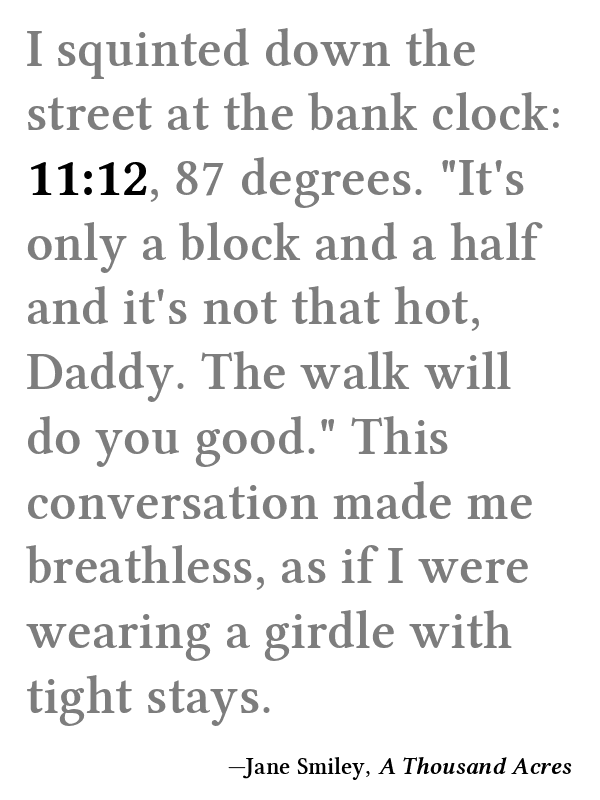 I squinted down the
street at the bank clock:
11:12, 87 degrees. "It's
only a block and a half
and it's not that hot,
Daddy. The walk will
do you good." This
conversation made me
breathless, as if I were
wearing a girdle with
tight stays.
—Jane Smiley, A Thousand Acres